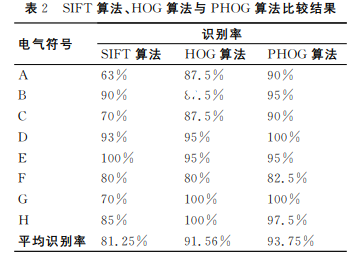 表 2 SIFT 算法、HOG 算法与 PHOG 算法比较结果
电气符号 识别率
SIFT 算法 HOG 算法 PHOG 算法
A 63% 87.5% 90%
B 90% 95%
C 70% 87.5% 90%
D 93% 95% 100%
E 100% 95% 95%
F 80% 80% 82.5%
G 70% 100% 100%
H 85% 100% 97.5%
平均识别率 81.25% 91.56% 93.75%